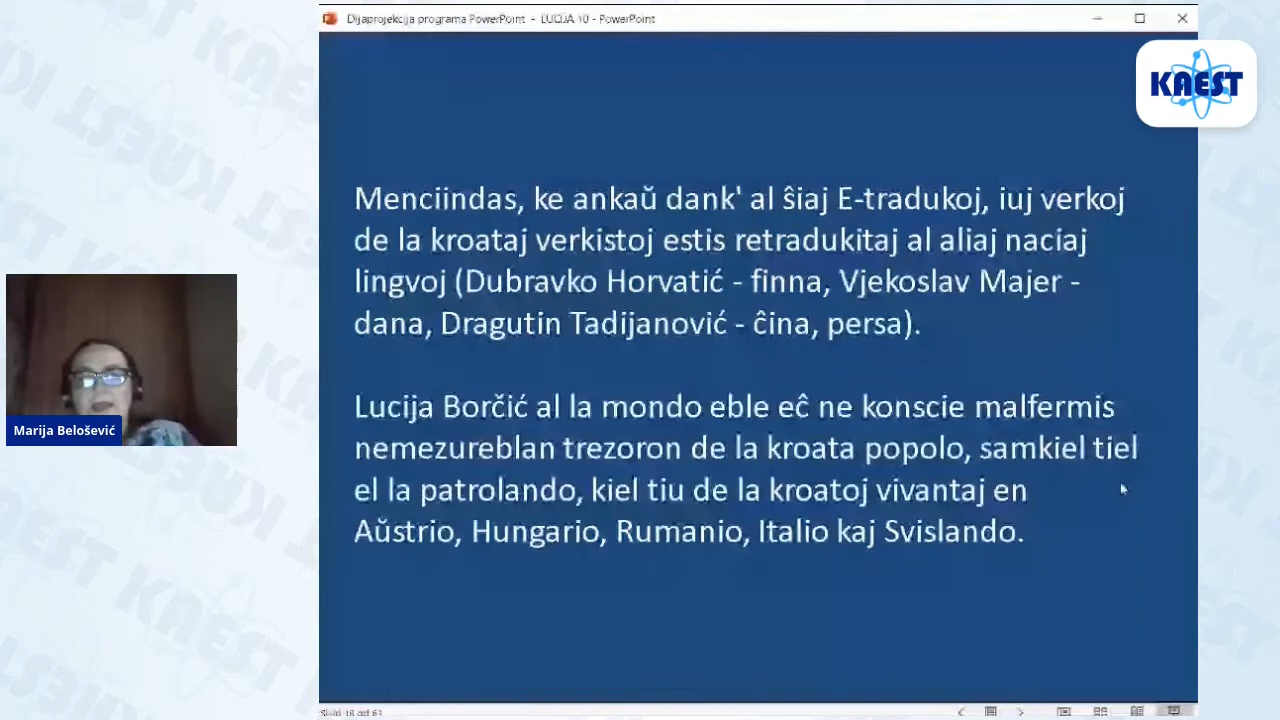 Dijaprojekcija programa PowerPoint - LUCIJA 10 - PowerPoint
KAEST
Menciindas, ke ankaŭ dank' al ŝiaj E-tradukoj, iuj verkoj
de la kroataj verkistoj estis retradukitaj al aliaj naciaj
lingvoj (Dubravko Horvatić - finna, Vjekoslav Majer -
dana, Dragutin Tadijanović - ĉina, persa).
Lucija Borčić al la mondo eble eĉ ne konscie malfermis
nemezureblan trezoron de la kroata popolo, samkiel tiel
el la patrolando, kiel tiu de la kroatoj vivantaj en
Aŭstrio, Hungario, Rumanio, Italio kaj Svislando.
Marija Belošević